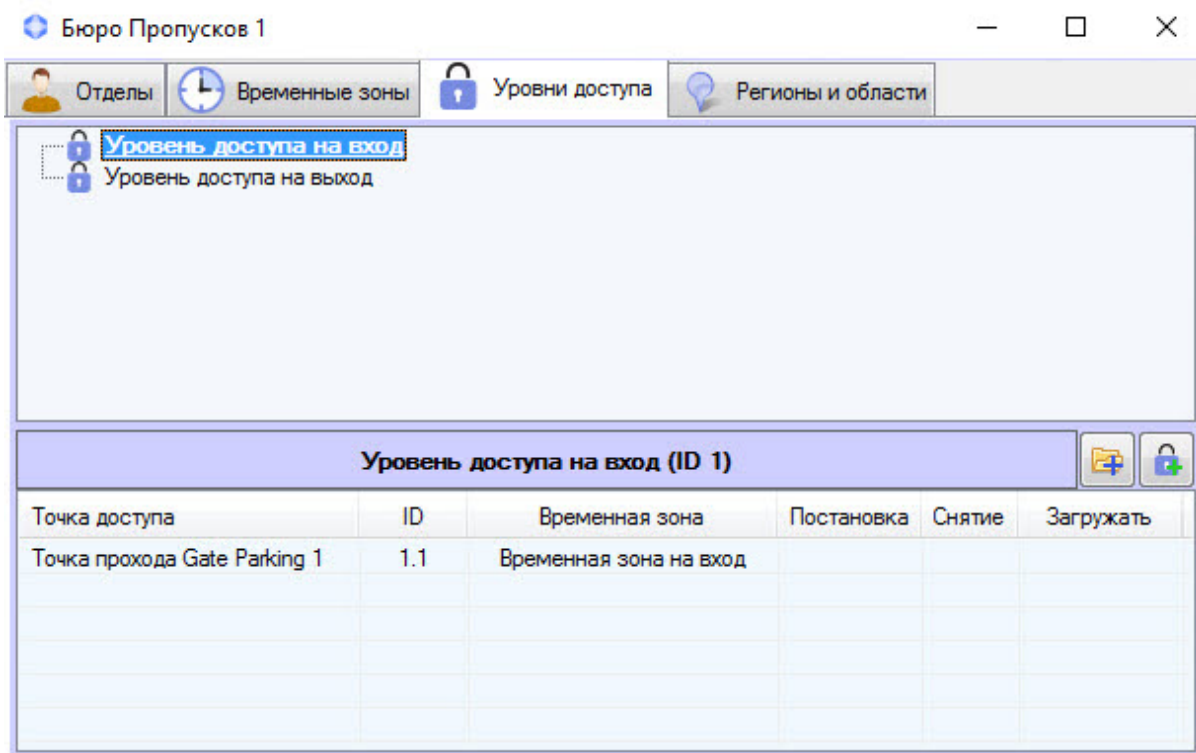 Бюро Пропусков 1
Отделы Временные зоны Уровни доступа Регионы и области
Уровень доступа на вход
Уровень доступа на выход
Уровень доступа на вход (ID 1)
Точка доступа ID Временная зона Постановка Снятие Загружать
Точка прохода Gate Parking 1 1.1 Временная зона на вход